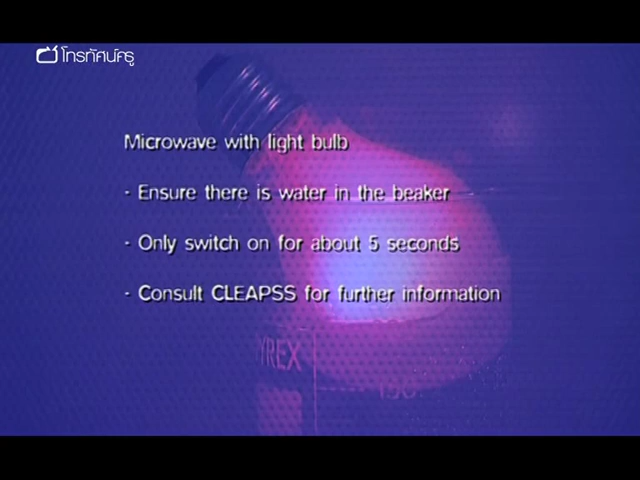 โทรทัศน์ครู
Microwave with light bulb
- Ensure there is water in the beaker
- Only switch on for about 5 seconds
- Consult CLEAPSS for further information
YREX